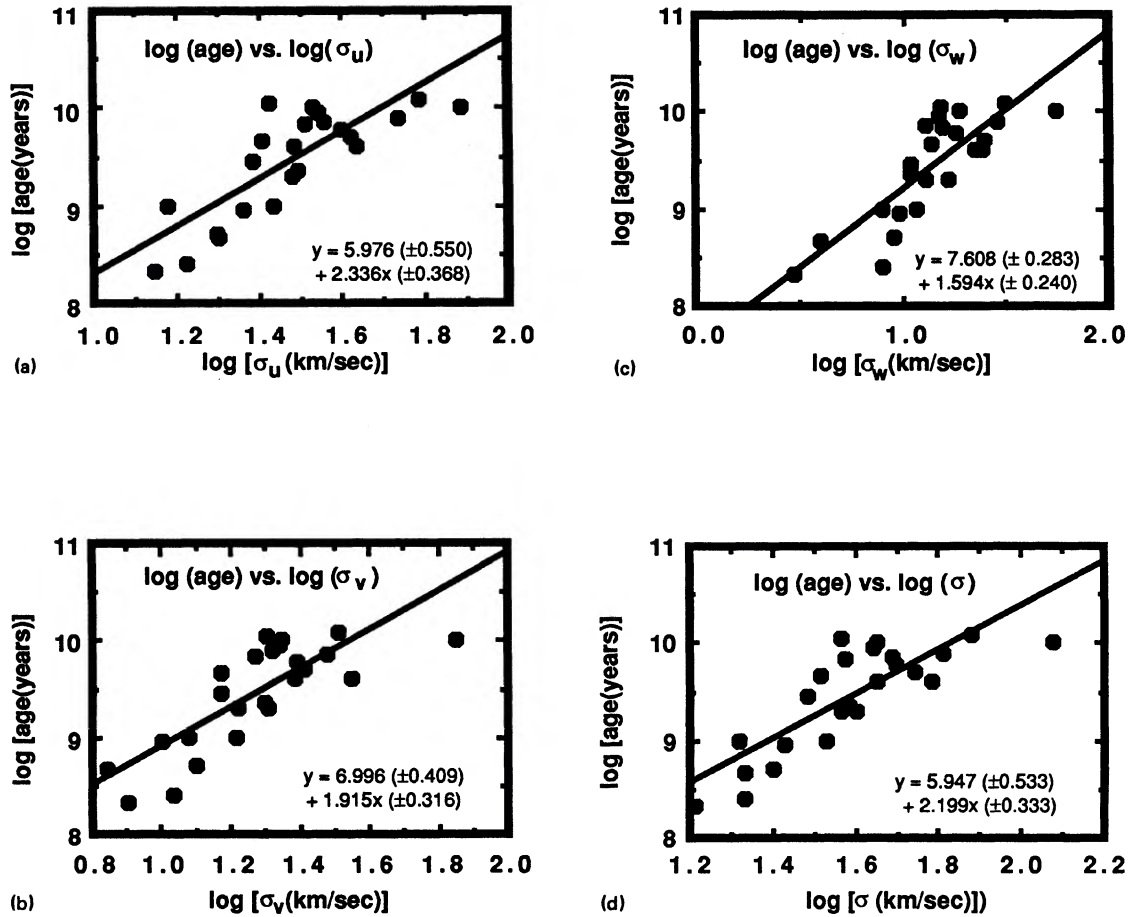 log (age) vs. log(σu)
log [age(years)]
11
10
9
8
y = 5.976 (±0.550)
+ 2.336x (±0.368)
1.0 1.2 1.4 1.6 1.8 2.0
(a)
log [σu(km/sec)]
log (age) vs. log (σw)
log [age(years)]
11
10
9
8
y = 7.608 (± 0.283)
+ 1.594x (± 0.240)
0.0 1.0 1.0 2.0
(c)
log [σw(km/sec)]
log (age) vs. log (σv)
log [age(years)]
11
10
9
8
y = 6.996 (±0.409)
+ 1.915x (±0.316)
0.8 1.0 1.2 1.4 1.6 1.8 2.0
(b)
log [σv(km/sec)]
log (age) vs. log (σ)
log [age(years)]
11
10
9
8
y = 5.947 (±0.533)
+ 2.199x (±0.333)
1.2 1.4 1.6 1.8 2.0 2.2
(d)
log [σ (km/sec)])